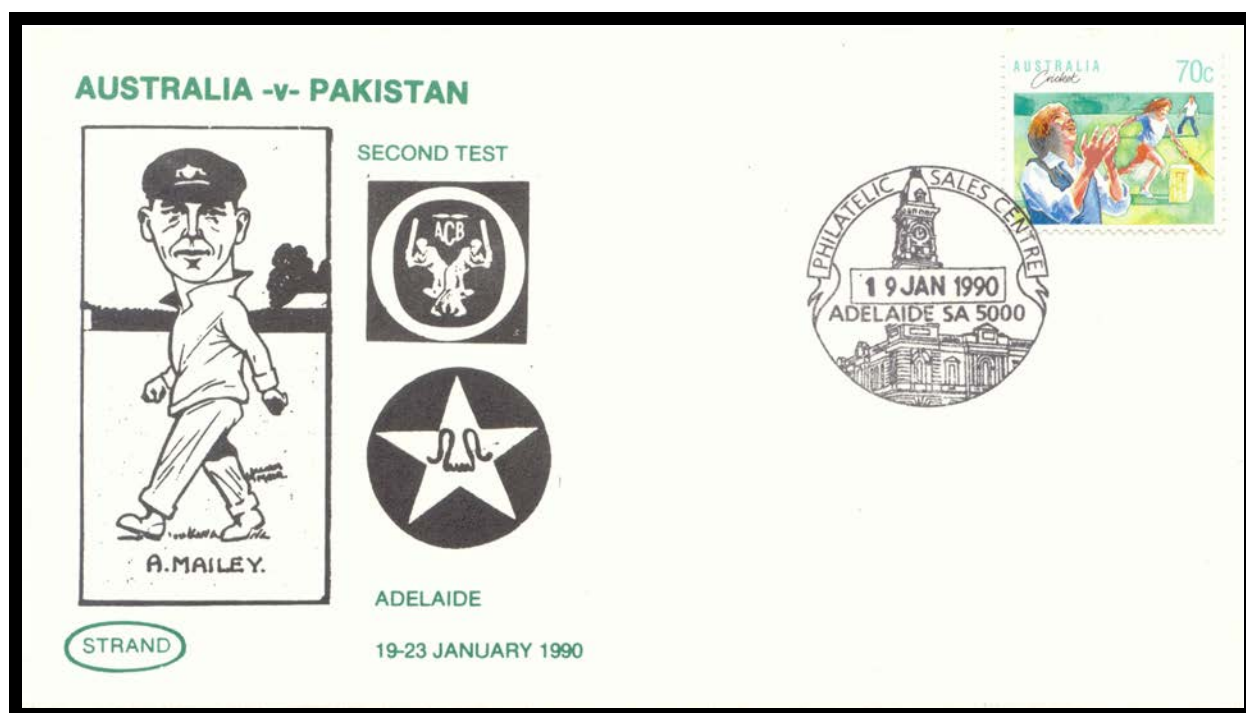 AUSTRALIA -v- PAKISTAN
SECOND TEST
ACB
A. MAILEY.
ADELAIDE
19-23 JANUARY 1990
STRAND
AUSTRALIA
Cricket
70c
PHILATELIC SALES CENTRE
19 JAN 1990
ADELAIDE SA 5000